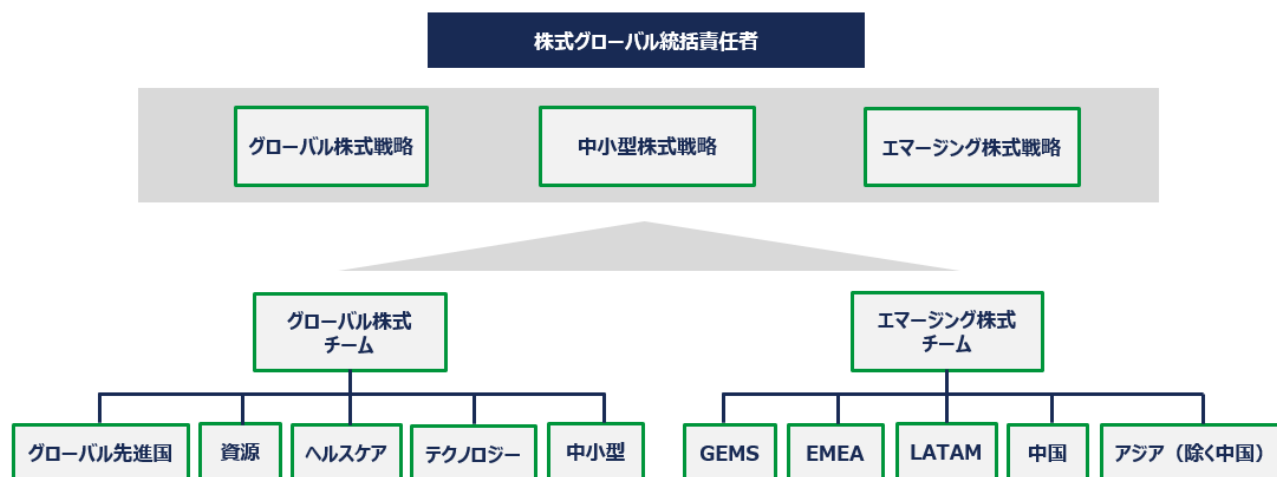 株式グローバル統括責任者
グローバル株式戦略
中小型株式戦略
エマージング株式戦略
グローバル株式
チーム
エマージング株式
チーム
グローバル先進国
資源
ヘルスケア
テクノロジー
中小型
GEMS
EMEA
LATAM
中国
アジア（除く中国）